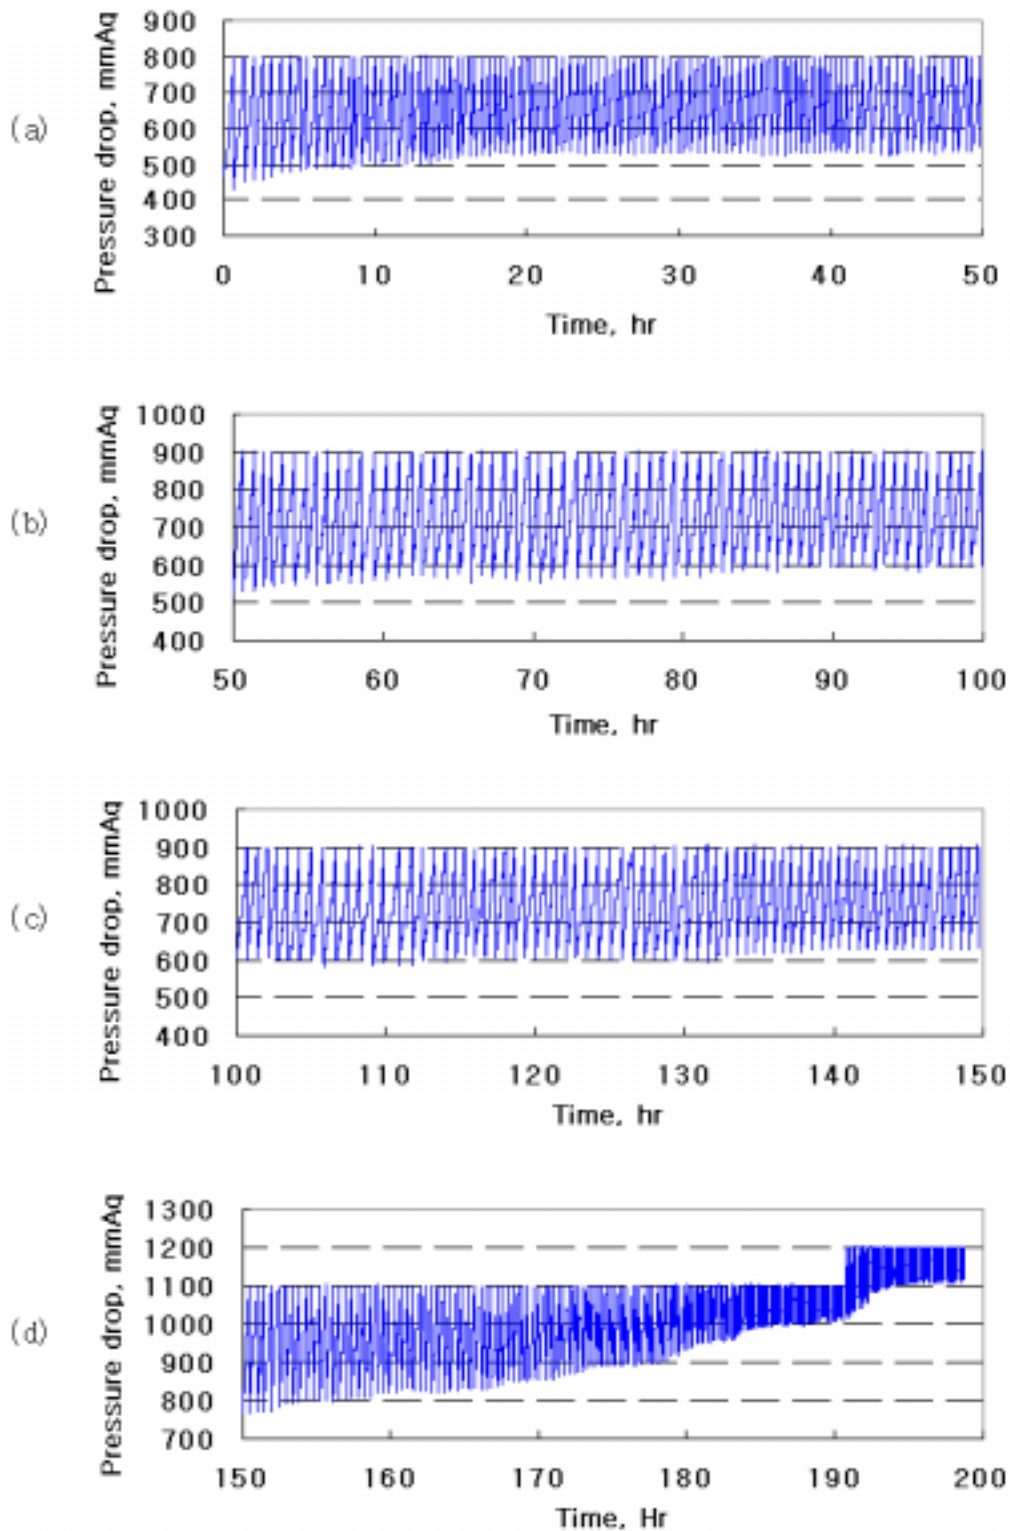 (a)
Pressure drop, mmAq
900
800
700
600
500
400
300
0 10 20 30 40 50
Time, hr
(b)
Pressure drop, mmAq
1000
900
800
700
600
500
400
50 60 70 80 90 100
Time, hr
(c)
Pressure drop, mmAq
1000
900
800
700
600
500
400
100 110 120 130 140 150
Time, hr
(d)
Pressure drop, mmAq
1300
1200
1100
1000
900
800
700
150 160 170 180 190 200
Time, Hr